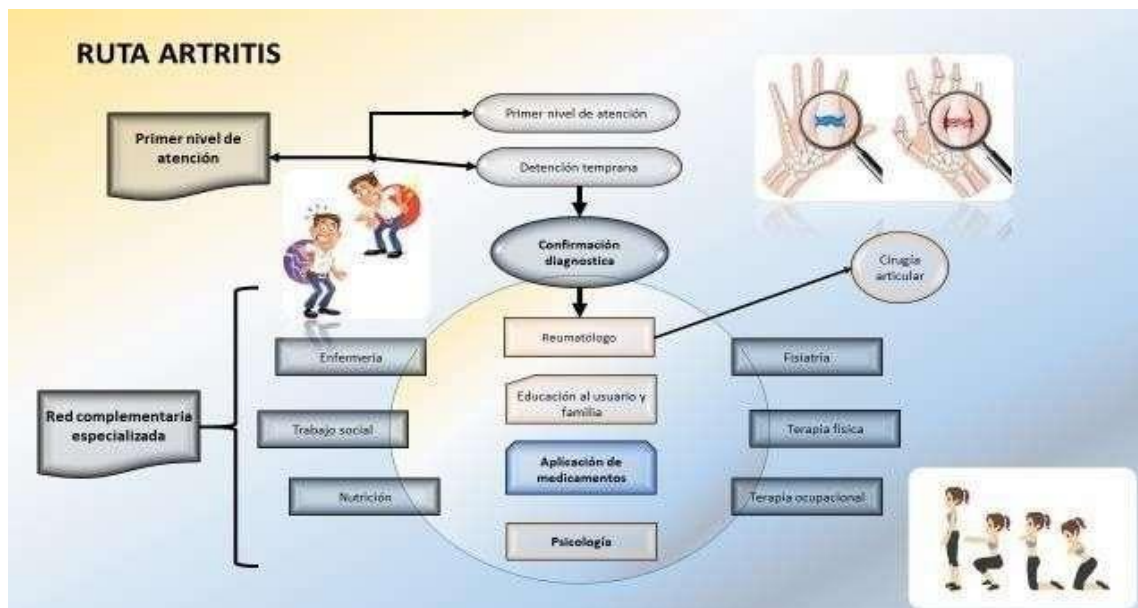 RUTA ARTRITIS
Primer nivel de
atención
Primer nivel de atención
Detención temprana
Confirmación
diagnostica
Cirugía
articular
Reumatólogo
Enfermería
Fisiatría
Educación al usuario y
familia
Red complementaria
especializada
Trabajo social
Terapia física
Aplicación de
medicamentos
Nutrición
Terapia ocupacional
Psicología